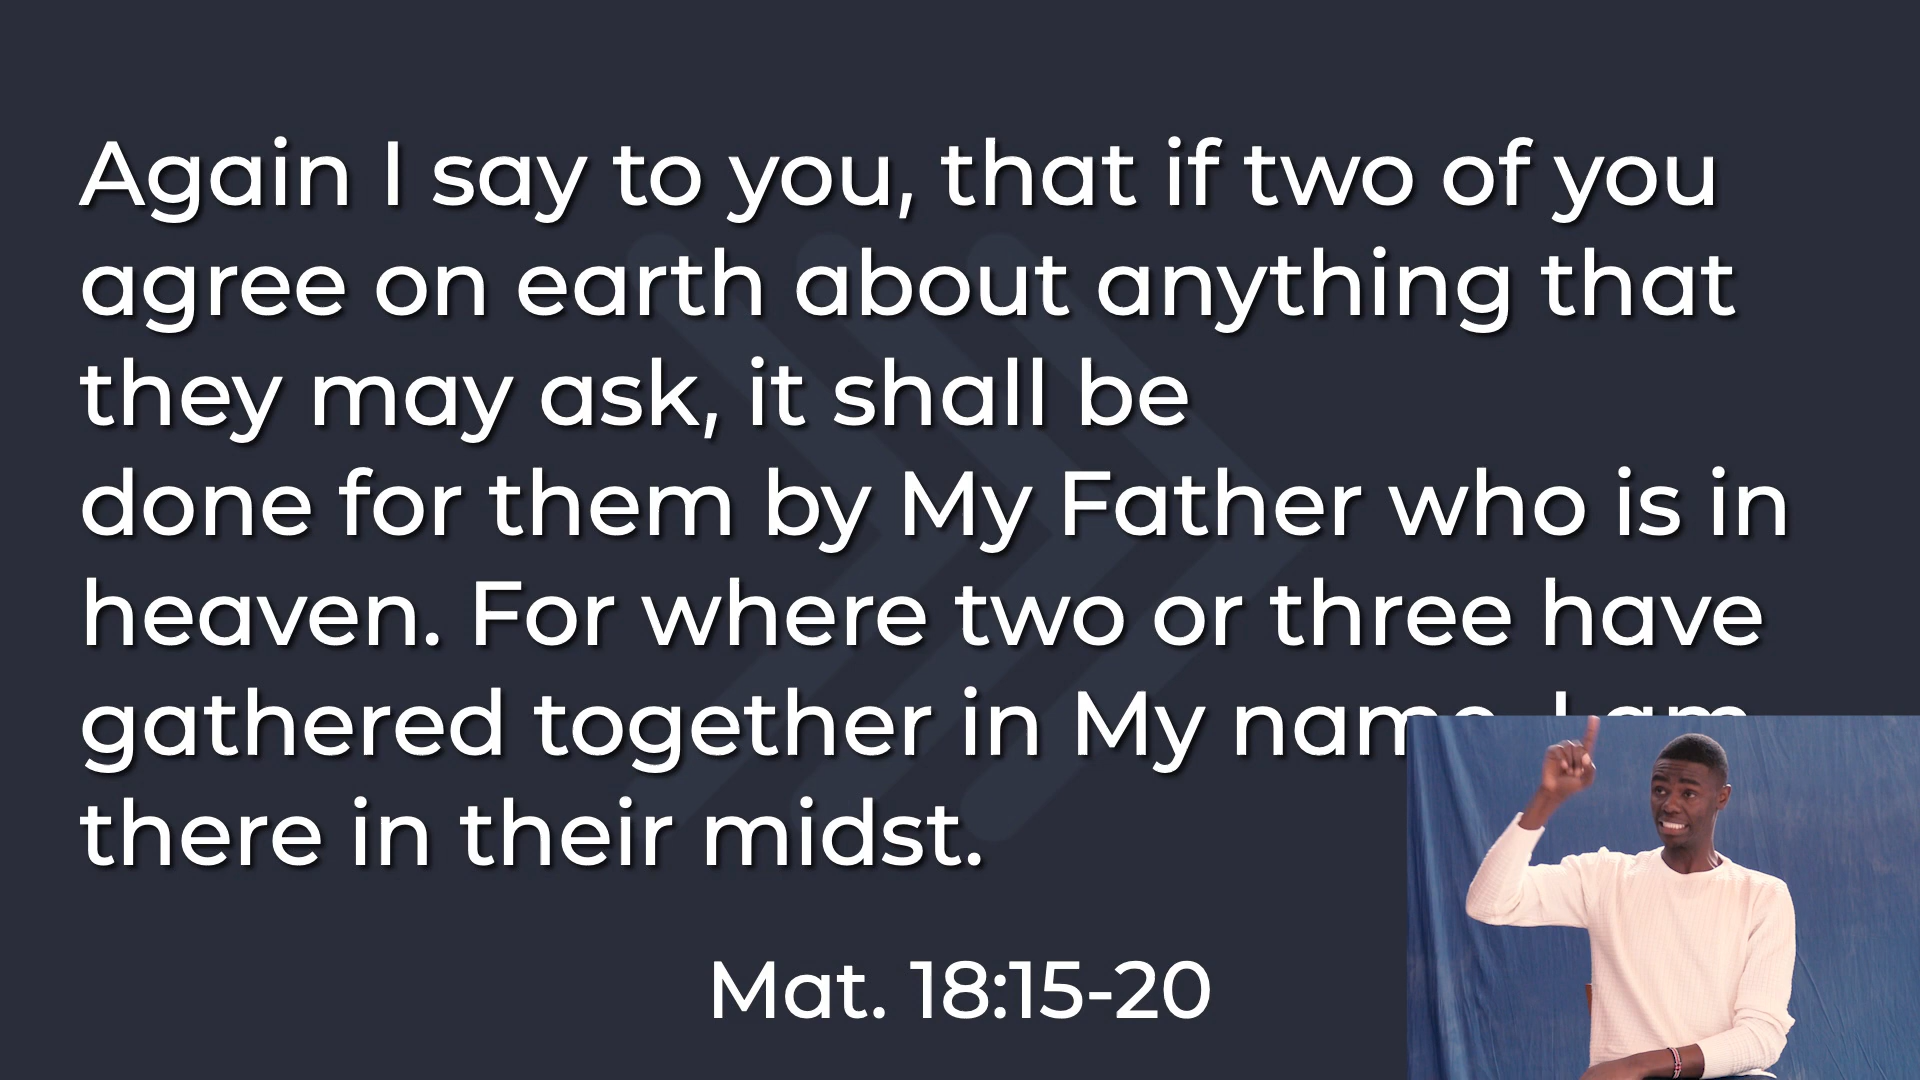 Again I say to you, that if two of you
agree on earth about anything that
they may ask, it shall be
done for them by My Father who is in
heaven. For where two or three have
gathered together in My name, I am
there in their midst.
Mat. 18:15-20